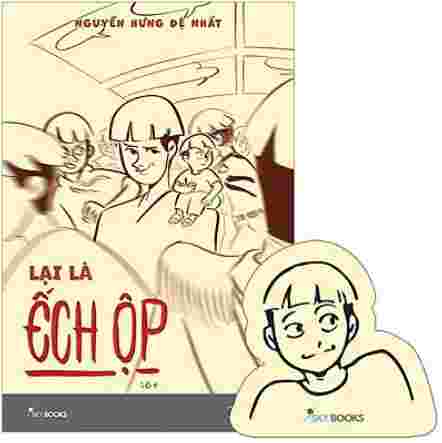 NGUYỄN HƯNG ĐỆ NHẤT
LẠI LÀ
ẾCH ỘP
SKYBOOKS
SKYBOOKS